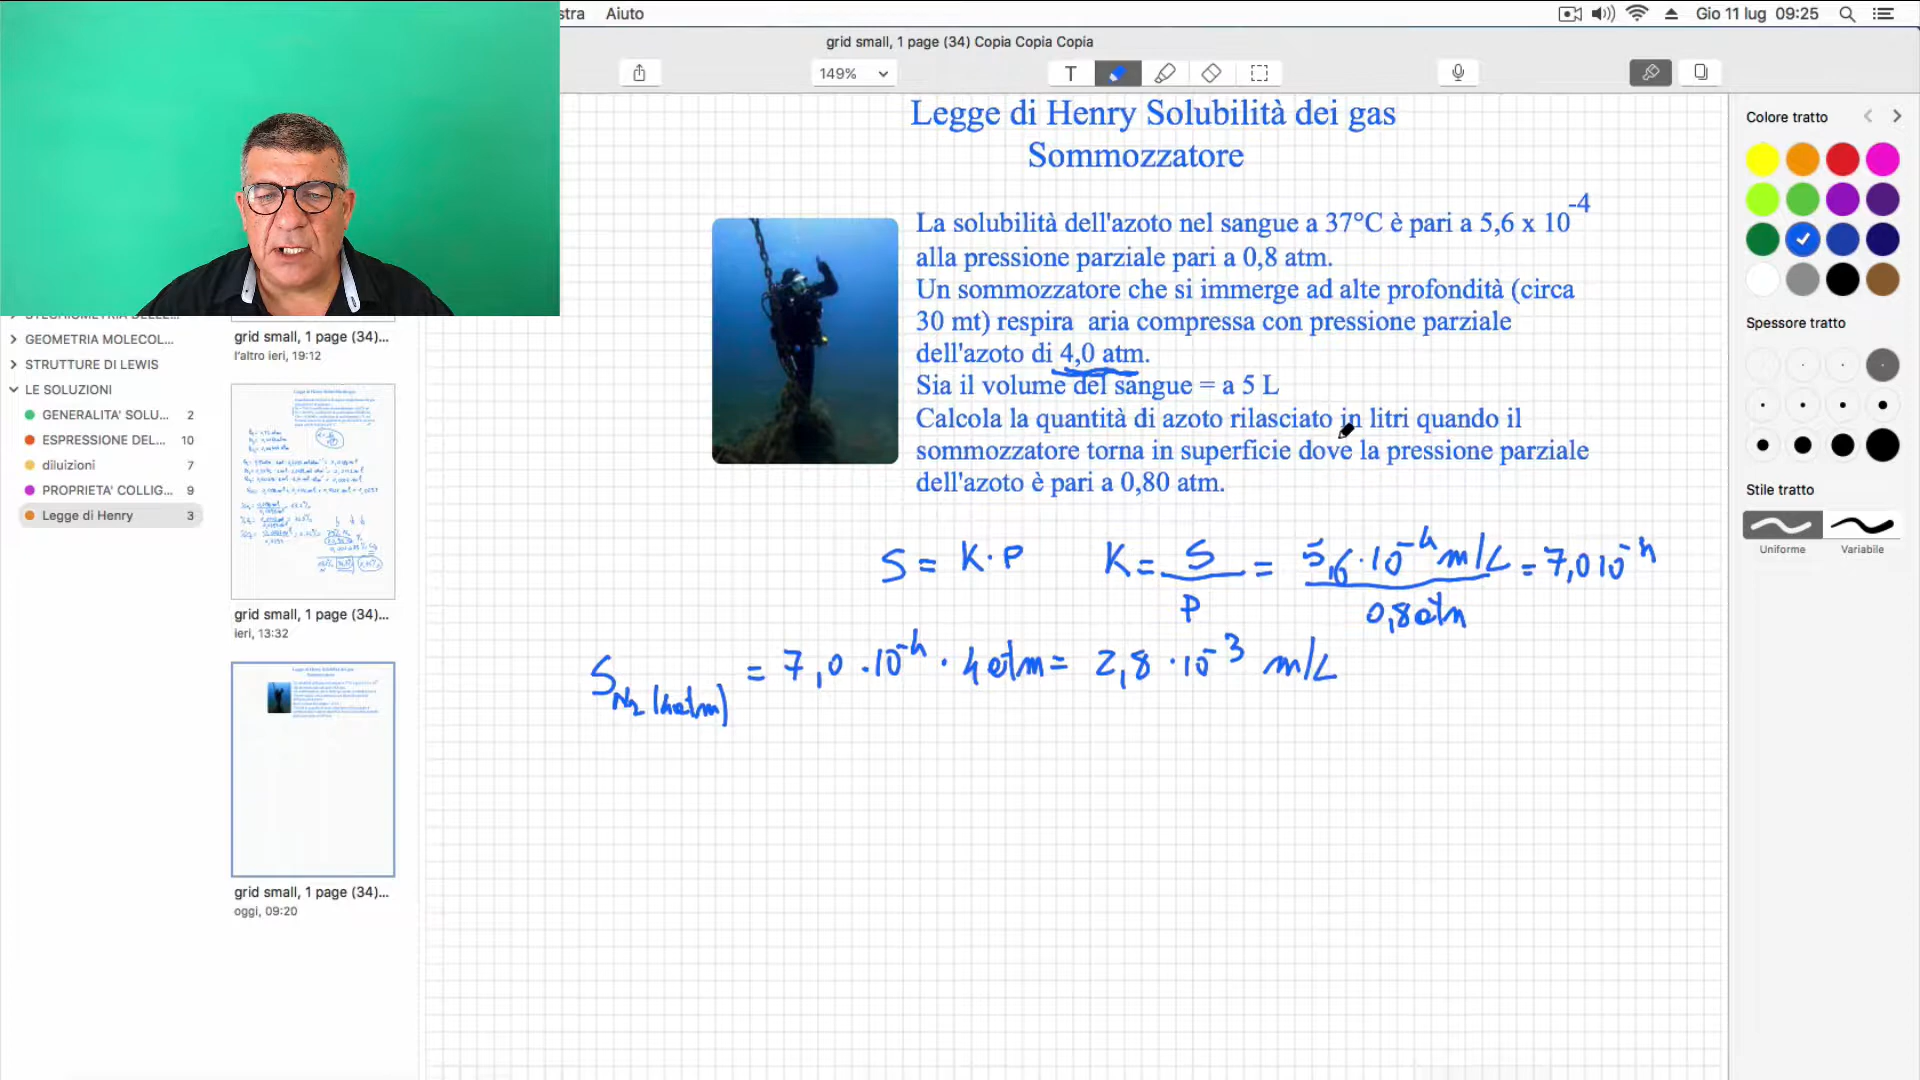 stra Aiuto
Gio 11 lug 09:25
grid small, 1 page (34) Copia Copia Copia
149%
T
Legge di Henry Solubilità dei gas
Sommozzatore
La solubilità dell'azoto nel sangue a 37°C è pari a 5,6 x 10-4
alla pressione parziale pari a 0,8 atm.
Un sommozzatore che si immerge ad alte profondità (circa
30 mt) respira aria compressa con pressione parziale
dell'azoto di 4,0 atm.
Sia il volume del sangue = a 5 L
Calcola la quantità di azoto rilasciato in litri quando il
sommozzatore torna in superficie dove la pressione parziale
dell'azoto è pari a 0,80 atm.
S = K · P K = S/P = 5,6 · 10-4 m/L / 0,8 atm = 7,0 10-4
S N2 (4 atm) = 7,0 · 10-4 · 4 atm = 2,8 · 10-3 m/L
GEOMETRIA MOLECOL...
STRUTTURE DI LEWIS
LE SOLUZIONI
GENERALITA' SOLU... 2
ESPRESSIONE DEL... 10
diluizioni 7
PROPRIETA' COLLIG... 9
Legge di Henry 3
grid small, 1 page (34)...
l'altro ieri, 19:12
grid small, 1 page (34)...
ieri, 13:32
grid small, 1 page (34)...
oggi, 09:20
Colore tratto
Spessore tratto
Stile tratto
Uniforme Variabile